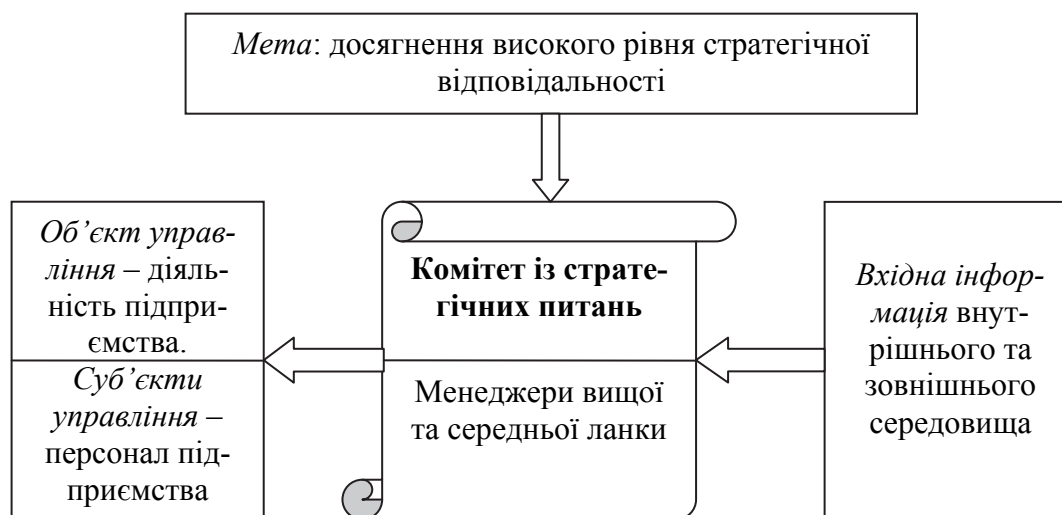 Мета: досягнення високого рівня стратегічної
відповідальності
Об’єкт управ-
ління – діяль-
ність підпри-
ємства.
Суб’єкти
управління –
персонал під-
приємства
Комітет із страте-
гічних питань
Менеджери вищої
та середньої ланки
Вхідна інфор-
мація внут-
рішнього та
зовнішнього
середовища